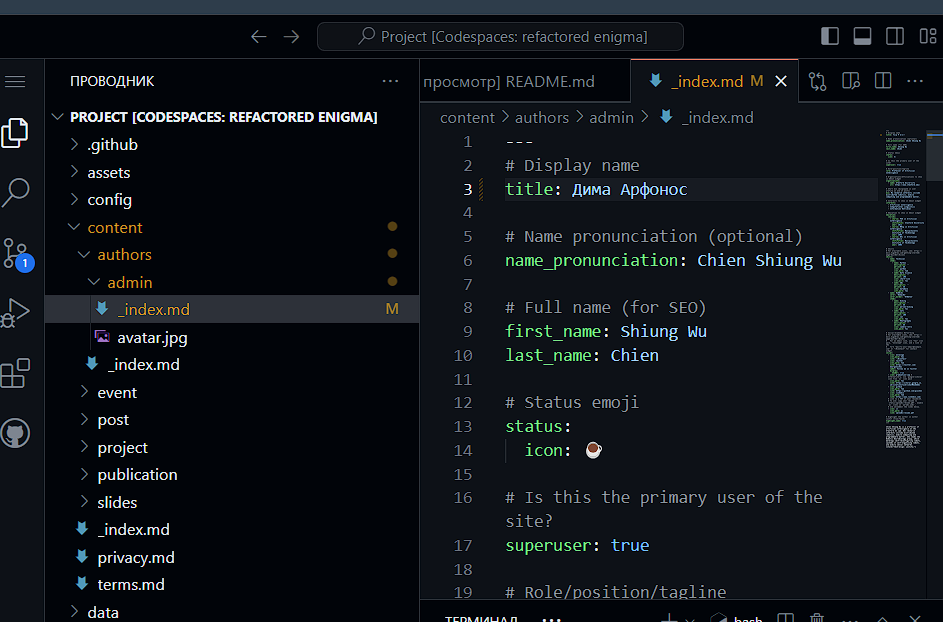 Project [Codespaces: refactored enigma]
ПРОВОДНИК
PROJECT [CODESPACES: REFACTORED ENIGMA]
.github
assets
config
content
authors
admin
_index.md M
avatar.jpg
_index.md
event
post
project
publication
slides
_index.md
privacy.md
terms.md
data
1
просмотр] README.md
_index.md M
content > authors > admin > _index.md
1 ---
2 # Display name
3 title: Дима Арфонос
4
5 # Name pronunciation (optional)
6 name_pronunciation: Chien Shiung Wu
7
8 # Full name (for SEO)
9 first_name: Shiung Wu
10 last_name: Chien
11
12 # Status emoji
13 status:
14 icon: ☕
15
16 # Is this the primary user of the
site?
17 superuser: true
18
19 # Role/position/tagline
ТЕРМИНАЛ
bash